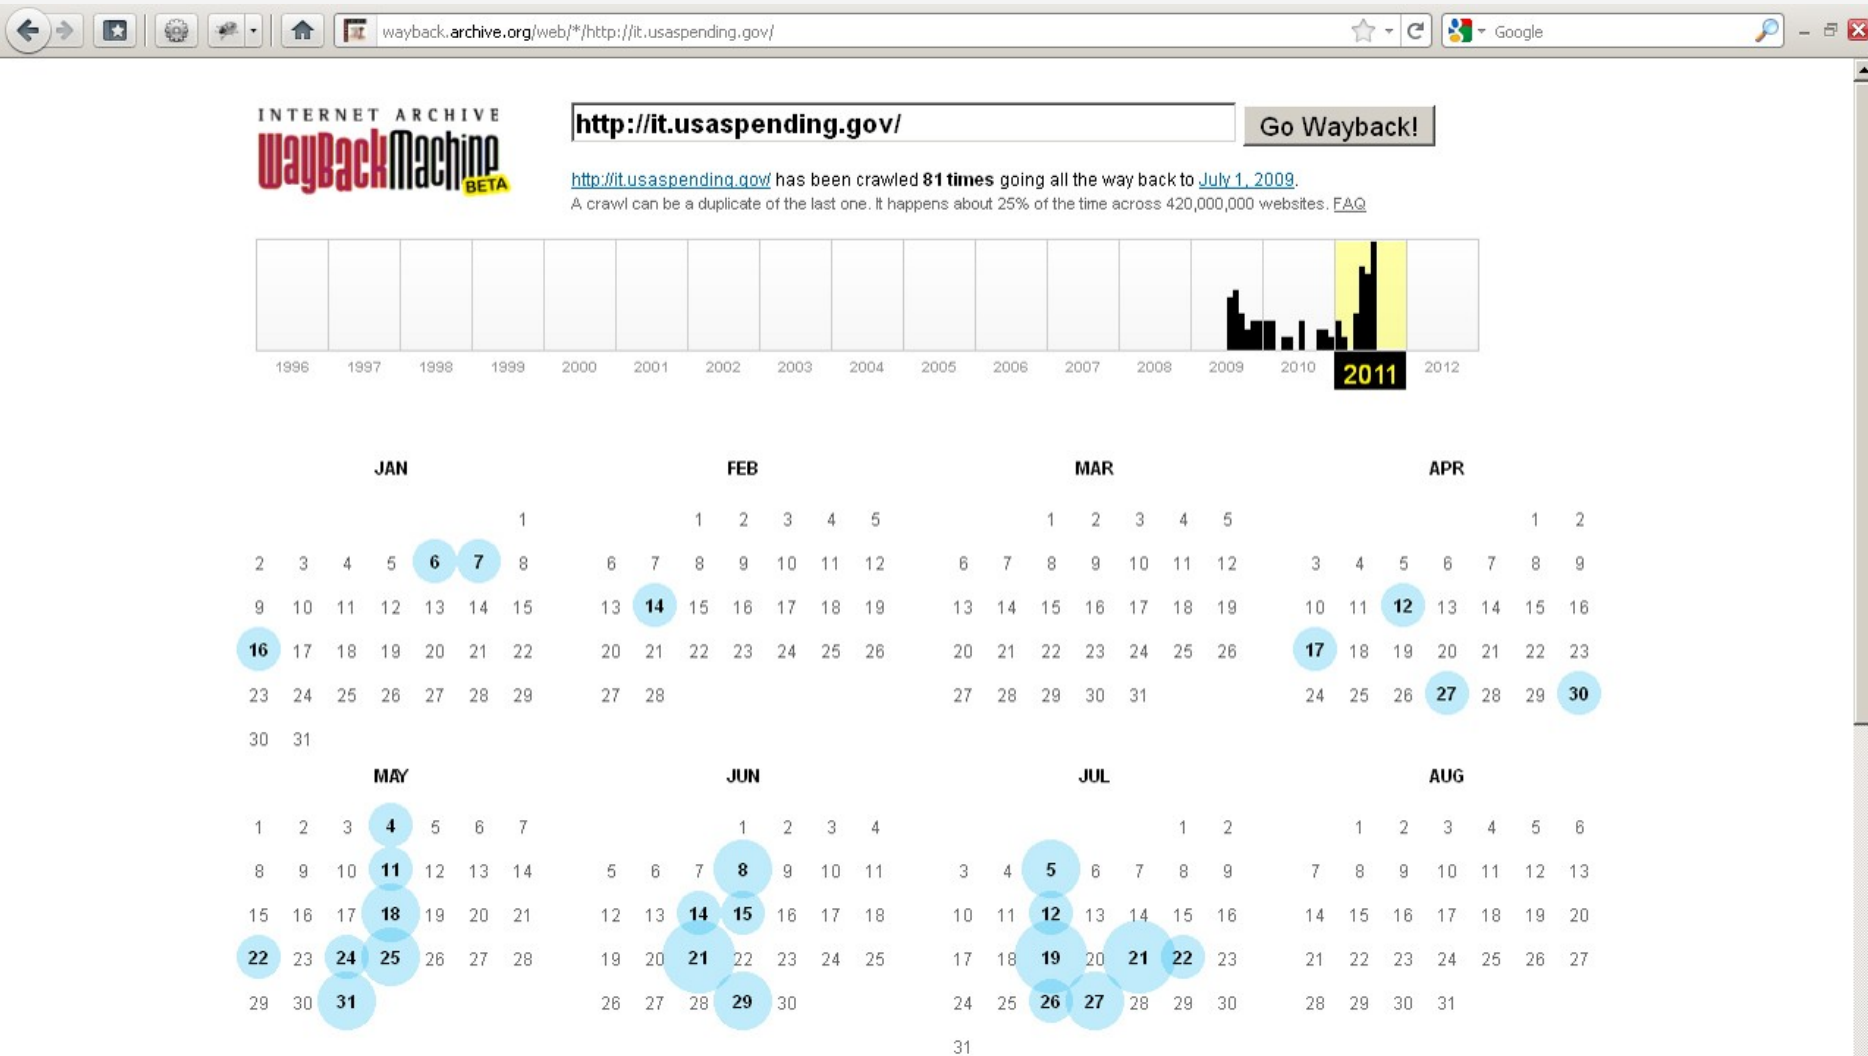 wayback.archive.org/web/*/http://it.usaspending.gov/
Google
INTERNET ARCHIVE
WayBackMachine
BETA
http://it.usaspending.gov/
Go Wayback!
http://it.usaspending.gov/ has been crawled 81 times going all the way back to July 1, 2009.
A crawl can be a duplicate of the last one. It happens about 25% of the time across 420,000,000 websites. FAQ
1996 1997 1998 1999 2000 2001 2002 2003 2004 2005 2006 2007 2008 2009 2010 2011 2012
JAN FEB MAR APR
1 1 2 3 4 5 1 2 3 4 5 1 2
2 3 4 5 6 7 8 6 7 8 9 10 11 12 6 7 8 9 10 11 12 3 4 5 6 7 8 9
9 10 11 12 13 14 15 13 14 15 16 17 18 19 13 14 15 16 17 18 19 10 11 12 13 14 15 16
16 17 18 19 20 21 22 20 21 22 23 24 25 26 20 21 22 23 24 25 26 17 18 19 20 21 22 23
23 24 25 26 27 28 29 27 28 27 28 29 30 31 24 25 26 27 28 29 30
30 31
MAY JUN JUL AUG
1 2 3 4 5 6 7 1 2 3 4 1 2 1 2 3 4 5 6
8 9 10 11 12 13 14 5 6 7 8 9 10 11 3 4 5 6 7 8 9 7 8 9 10 11 12 13
15 16 17 18 19 20 21 12 13 14 15 16 17 18 10 11 12 13 14 15 16 14 15 16 17 18 19 20
22 23 24 25 26 27 28 19 20 21 22 23 24 25 17 18 19 20 21 22 23 21 22 23 24 25 26 27
29 30 31 26 27 28 29 30 24 25 26 27 28 29 30 28 29 30 31
31